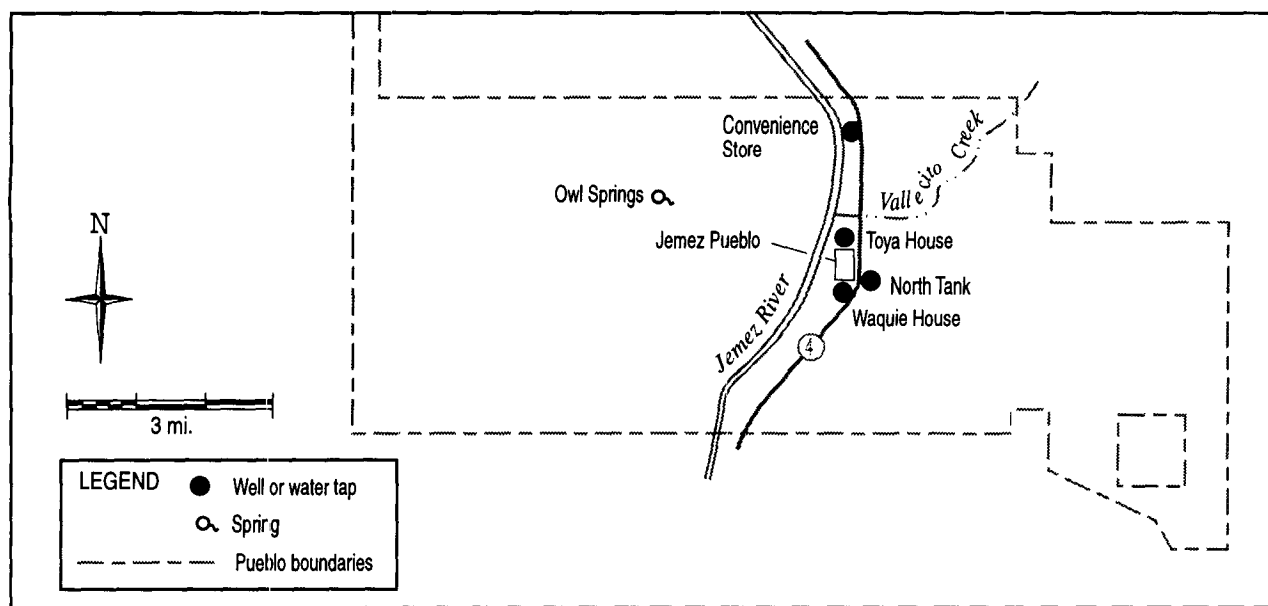 Convenience
Store
Vallecito Creek
Owl Springs
Jemez Pueblo
Toya House
North Tank
Waquie House
Jemez River
4
N
3 mi.
LEGEND
Well or water tap
Spring
Pueblo boundaries